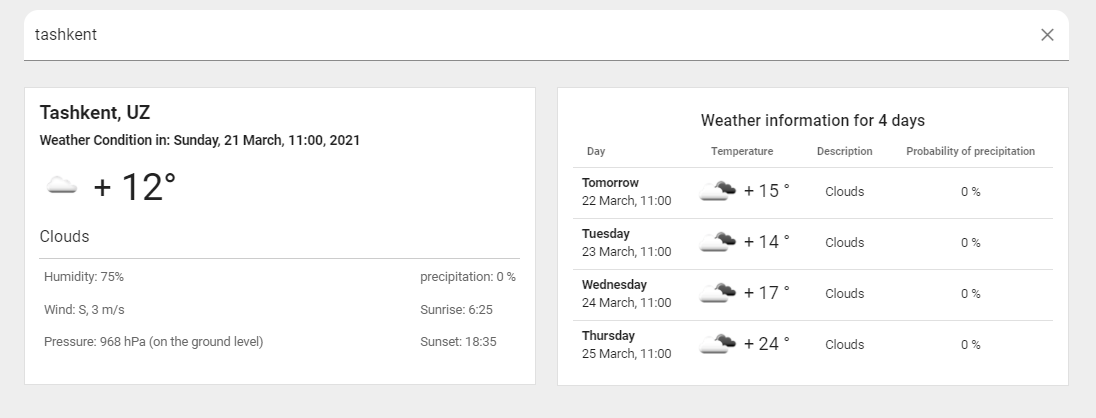 tashkent
Tashkent, UZ
Weather Condition in: Sunday, 21 March, 11:00, 2021
+ 12°
Clouds
Humidity: 75%
precipitation: 0 %
Wind: S, 3 m/s
Sunrise: 6:25
Pressure: 968 hPa (on the ground level)
Sunset: 18:35
Weather information for 4 days
Day Temperature Description Probability of precipitation
Tomorrow
22 March, 11:00
+ 15 ° Clouds 0 %
Tuesday
23 March, 11:00
+ 14 ° Clouds 0 %
Wednesday
24 March, 11:00
+ 17 ° Clouds 0 %
Thursday
25 March, 11:00
+ 24 ° Clouds 0 %